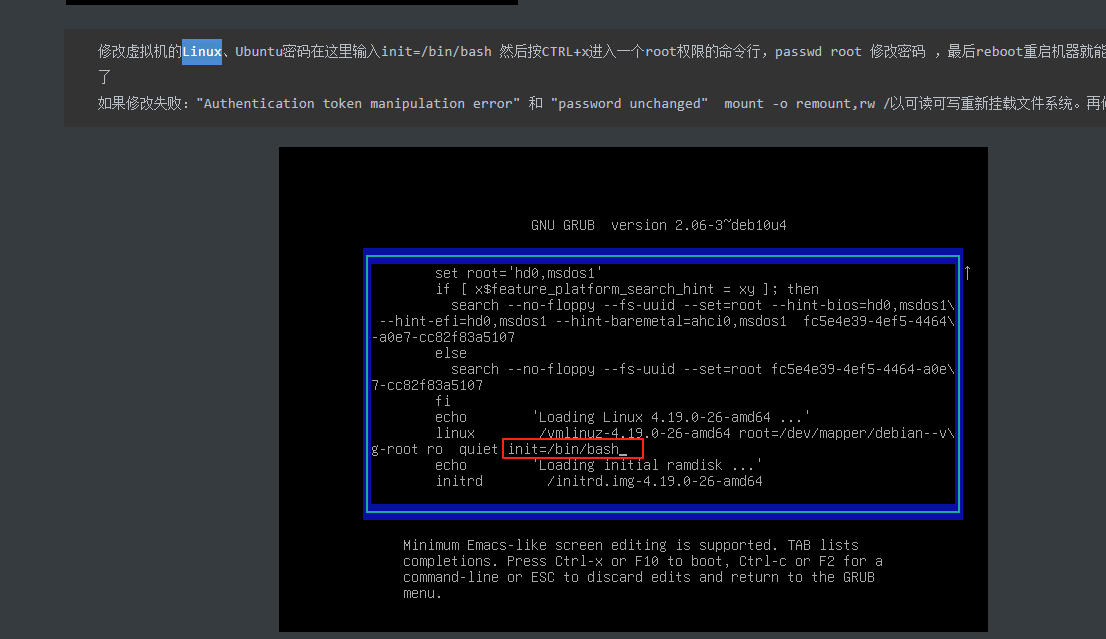 修改虚拟机的Linux、Ubuntu密码在这里输入init=/bin/bash 然后按CTRL+x进入一个root权限的命令行，passwd root 修改密码 ，最后reboot重启机器就能
了
如果修改失败："Authentication token manipulation error" 和 "password unchanged"  mount -o remount,rw /以可读可写重新挂载文件系统。再
GNU GRUB  version 2.06-3~deb10u4
set root='hd0,msdos1'
if [ x$feature_platform_search_hint = xy ]; then
search --no-floppy --fs-uuid --set=root --hint-bios=hd0,msdos1\
--hint-efi=hd0,msdos1 --hint-baremetal=ahci0,msdos1  fc5e4e39-4ef5-4464\
-a0e7-cc82f83a5107
else
search --no-floppy --fs-uuid --set=root fc5e4e39-4ef5-4464-a0e\
7-cc82f83a5107
fi
echo        'Loading Linux 4.19.0-26-amd64 ...'
linux        /vmlinuz-4.19.0-26-amd64 root=/dev/mapper/debian--v\
g-root ro  quiet init=/bin/bash_
echo        'Loading initial ramdisk ...'
initrd        /initrd.img-4.19.0-26-amd64
↑
Minimum Emacs-like screen editing is supported. TAB lists
completions. Press Ctrl-x or F10 to boot, Ctrl-c or F2 for a
command-line or ESC to discard edits and return to the GRUB
menu.